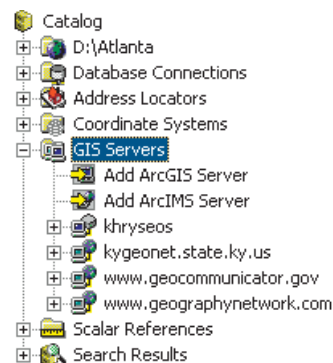 Catalog
D:\Atlanta
Database Connections
Address Locators
Coordinate Systems
GIS Servers
Add ArcGIS Server
Add ArcIMS Server
khryseos
kygeonet.state.ky.us
www.geocommunicator.gov
www.geographynetwork.com
Scalar References
Search Results